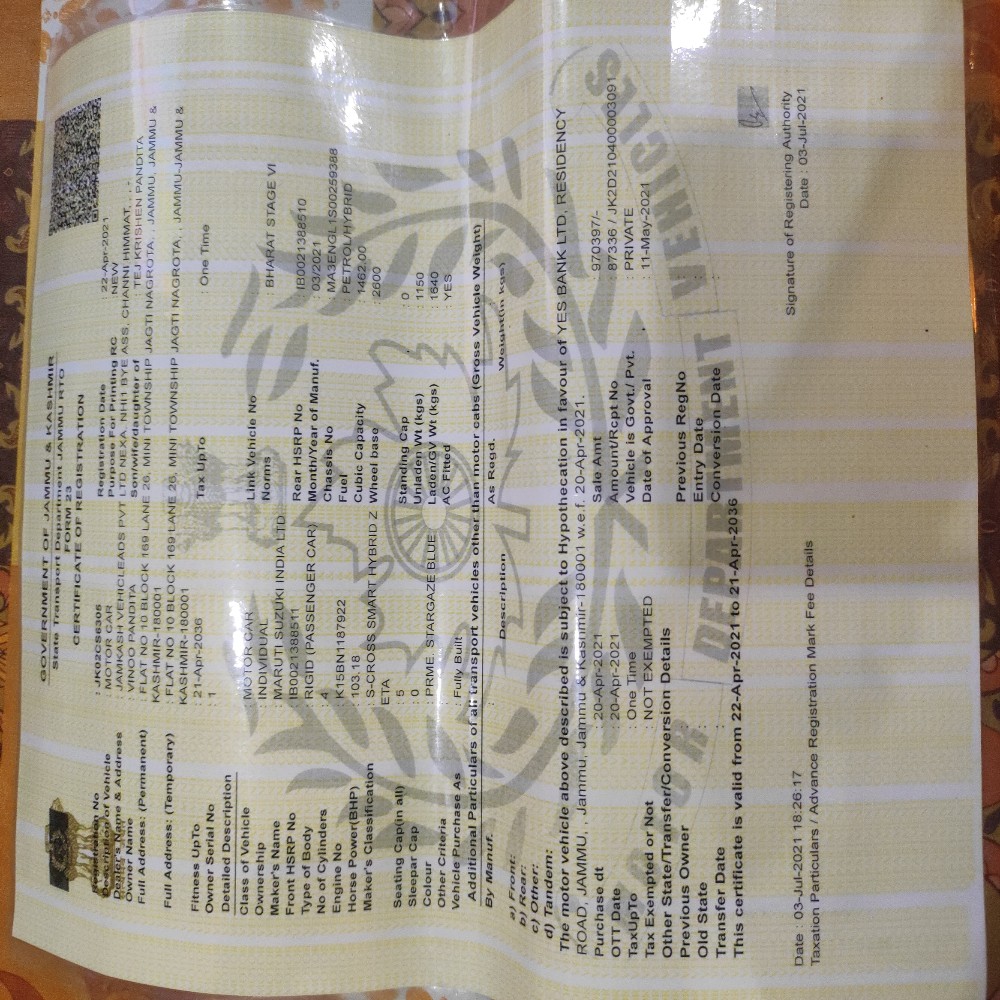 GOVERNMENT OF JAMMU & KASHMIR
State Transport Department JAMMU RTO
FORM 23
CERTIFICATE OF REGISTRATION
Registration No : JK02CS6305 Registration Date : 22-Apr-2021
Description of Vehicle : MOTOR CAR Purpose For Printing RC : NEW
Dealer's Name & Address : JAMKASH VEHICLEADS PVT LTD NEXA, NH11 BYE ASS, CHANNI HIMMAT, , -
Owner Name : VINOO PANDITA Son/wife/daughter of : TEJ KRISHEN PANDITA
Full Address: (Permanent) : FLAT NO 10 BLOCK 169 LANE 26, MINI TOWNSHIP JAGTI NAGROTA, , JAMMU, JAMMU &
KASHMIR-180001
Full Address: (Temporary) : FLAT NO 10 BLOCK 169 LANE 26, MINI TOWNSHIP JAGTI NAGROTA, , JAMMU-JAMMU &
KASHMIR-180001
Fitness UpTo : 21-Apr-2036 Tax UpTo : One Time
Owner Serial No : 1
Detailed Description
Class of Vehicle : MOTOR CAR Link Vehicle No
Ownership : INDIVIDUAL Norms : BHARAT STAGE VI
Maker's Name : MARUTI SUZUKI INDIA LTD
Front HSRP No : IB0021388511 Rear HSRP No : IB0021388510
Type of Body : RIGID (PASSENGER CAR) Month/Year of Manuf. : 03/2021
No of Cylinders : 4 Chassis No : MA3ENGL1S00259388
Engine No : K15BN1187922 Fuel : PETROL/HYBRID
Horse Power(BHP) : 103.18 Cubic Capacity : 1462.00
Maker's Classification : S-CROSS SMART HYBRID Z Wheel base : 2600
ETA
Seating Cap(in all) : 5 Standing Cap : 0
Sleepar Cap : 0 Unladen Wt (kgs) : 1150
Colour : PRME. STARGAZE BLUE Laden/GV Wt (kgs) : 1640
Other Criteria AC Fitted : YES
Vehicle Purchase As : Fully Built
Additional Particulars of all transport vehicles other than motor cabs (Gross Vehicle Weight)
By Manuf. : As Regd.
Description Weight(in kgs)
a) Front:
b) Rear:
c) Other:
d) Tandem:
The motor vehicle above described is subject to Hypothecation in favour of YES BANK LTD, RESIDENCY
ROAD, JAMMU, , Jammu, Jammu & Kashmir-180001 w.e.f. 20-Apr-2021.
Purchase dt : 20-Apr-2021 Sale Amt : 970397/-
OTT Date : 20-Apr-2021 Amount/Rcpt No : 87336 / JK2D210400003091
TaxUpTo : One Time Vehicle is Govt./ Pvt. : PRIVATE
Tax Exempted or Not : NOT EXEMPTED Date of Approval : 11-May-2021
Other State/Transfer/Conversion Details
Previous Owner : Previous RegNo :
Old State : Entry Date :
Transfer Date : Conversion Date :
This certificate is valid from 22-Apr-2021 to 21-Apr-2036
Signature of Registering Authority
Date : 03-Jul-2021
Date : 03-Jul-2021 18:26:17
Taxation Particulars / Advance Registration Mark Fee Details
DEPARTMENT
VEHICLES